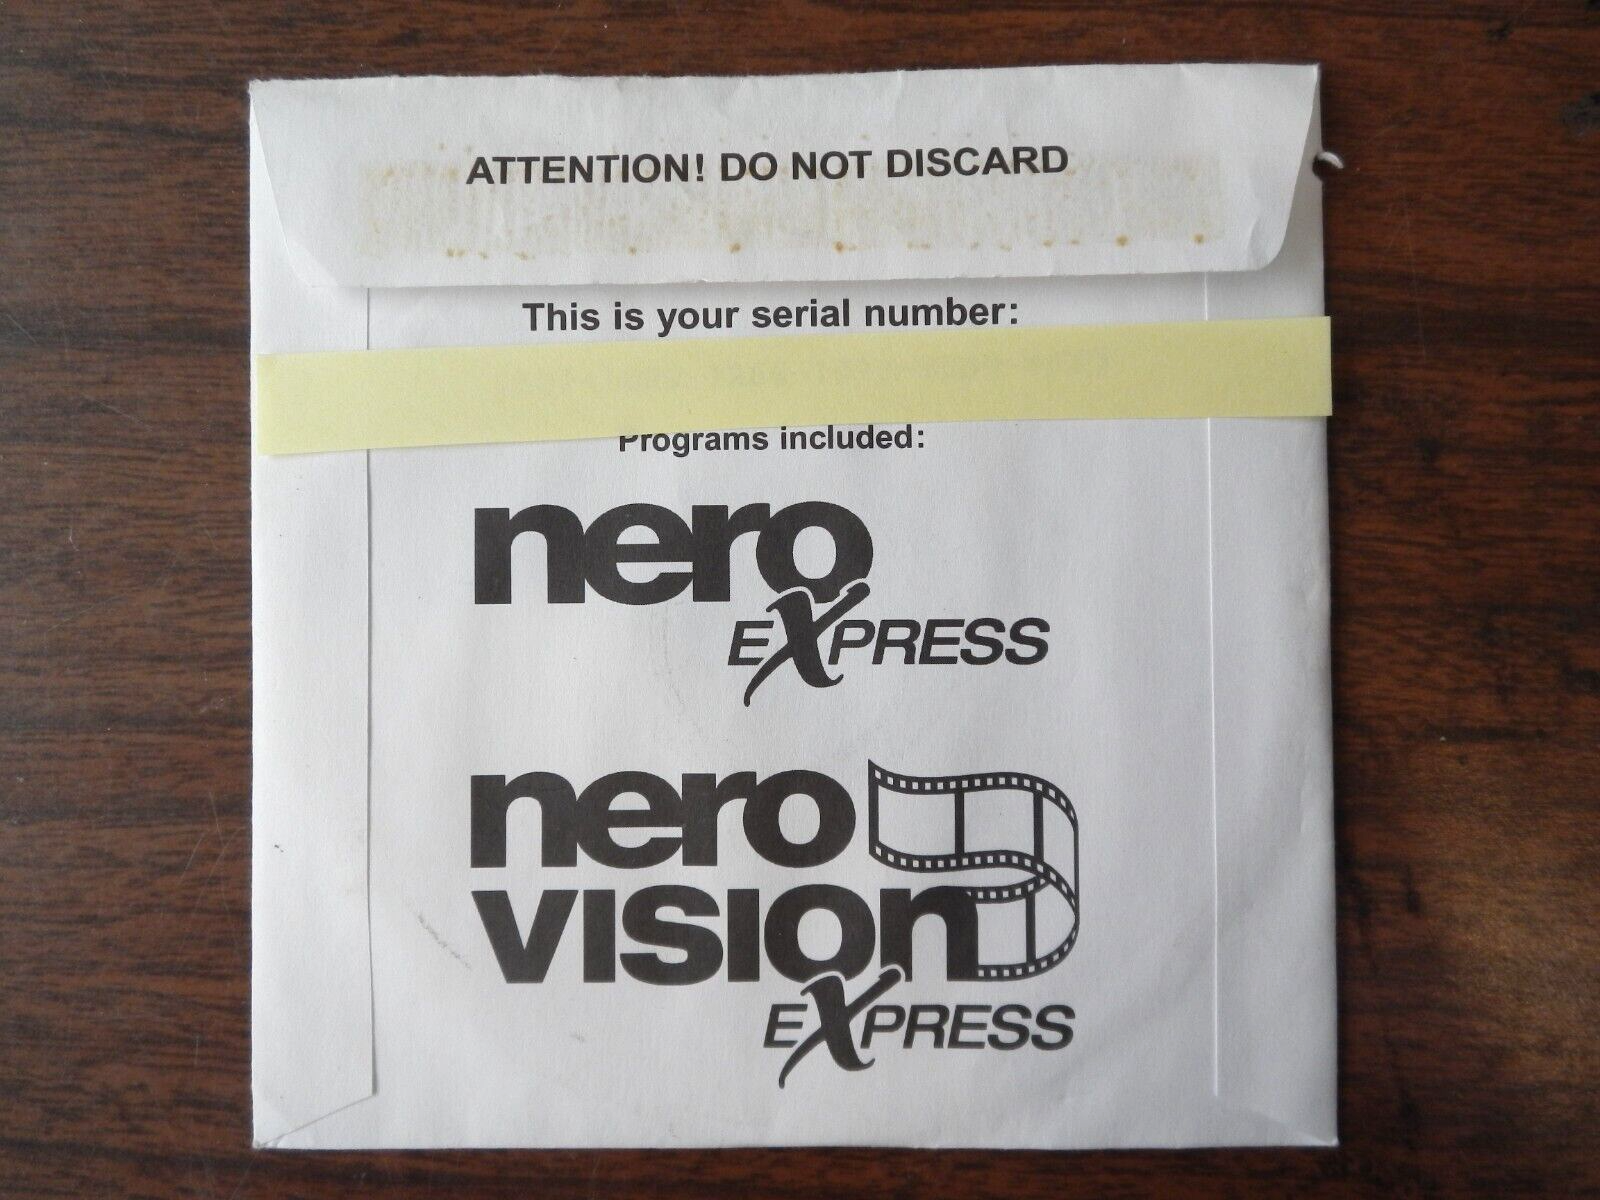 ATTENTION! DO NOT DISCARD
This is your serial number:
Programs included:
nero
EXPRESS
nero
VISION
EXPRESS